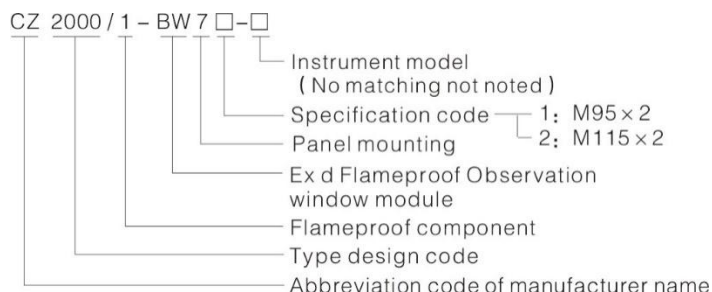 CZ 2000 / 1 – BW 7 □–□
Instrument model
( No matching not noted )
Specification code 1: M95×2
Panel mounting 2: M115×2
Ex d Flameproof Observation
window module
Flameproof component
Type design code
Abbreviation code of manufacturer name